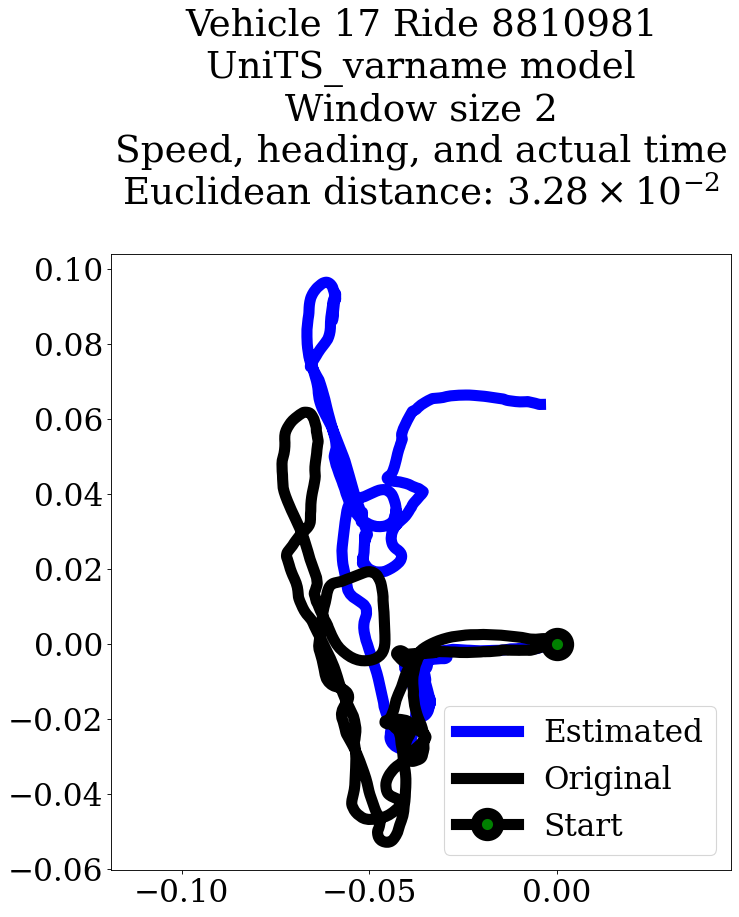 Vehicle 17 Ride 8810981
UniTS_varname model
Window size 2
Speed, heading, and actual time
Euclidean distance: 3.28 × 10⁻²
0.10
0.08
0.06
0.04
0.02
0.00
−0.02
−0.04
−0.06
Estimated
Original
Start
−0.10
−0.05
0.00